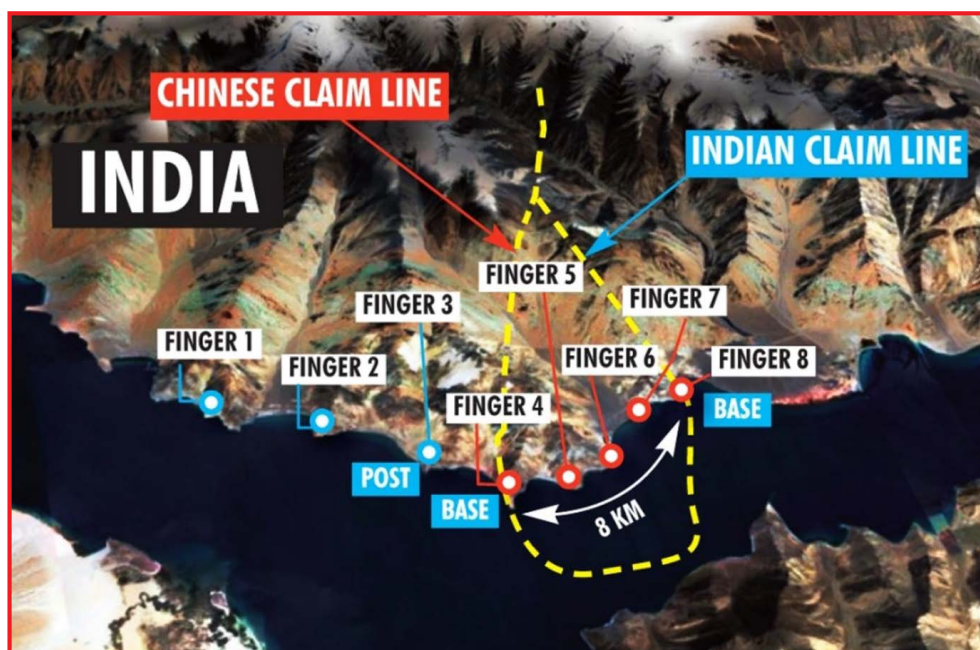 CHINESE CLAIM LINE
INDIAN CLAIM LINE
INDIA
FINGER 5
FINGER 3
FINGER 7
FINGER 1
FINGER 2
FINGER 6
FINGER 8
FINGER 4
BASE
POST
BASE
8 KM